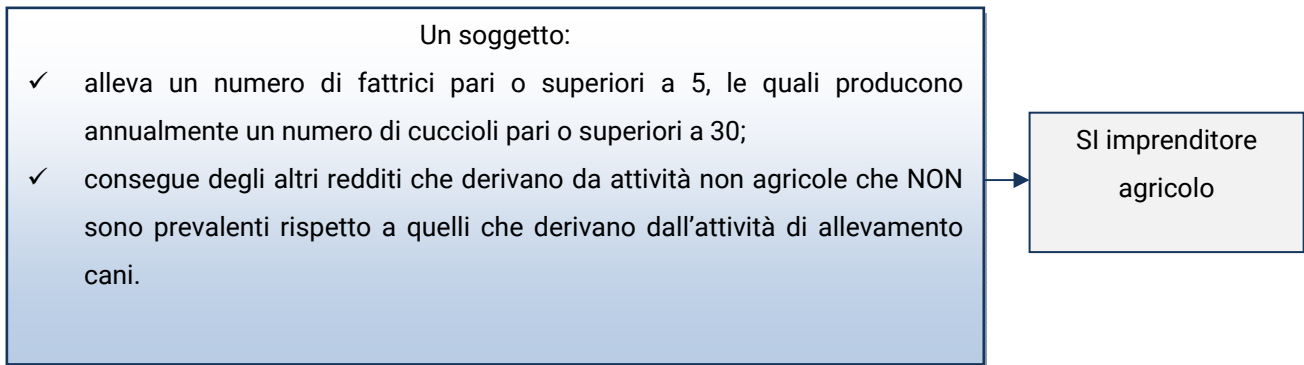 Un soggetto:
✓ alleva un numero di fattrici pari o superiori a 5, le quali producono
annualmente un numero di cuccioli pari o superiori a 30;
✓ consegue degli altri redditi che derivano da attività non agricole che NON
sono prevalenti rispetto a quelli che derivano dall’attività di allevamento
cani.
SI imprenditore
agricolo